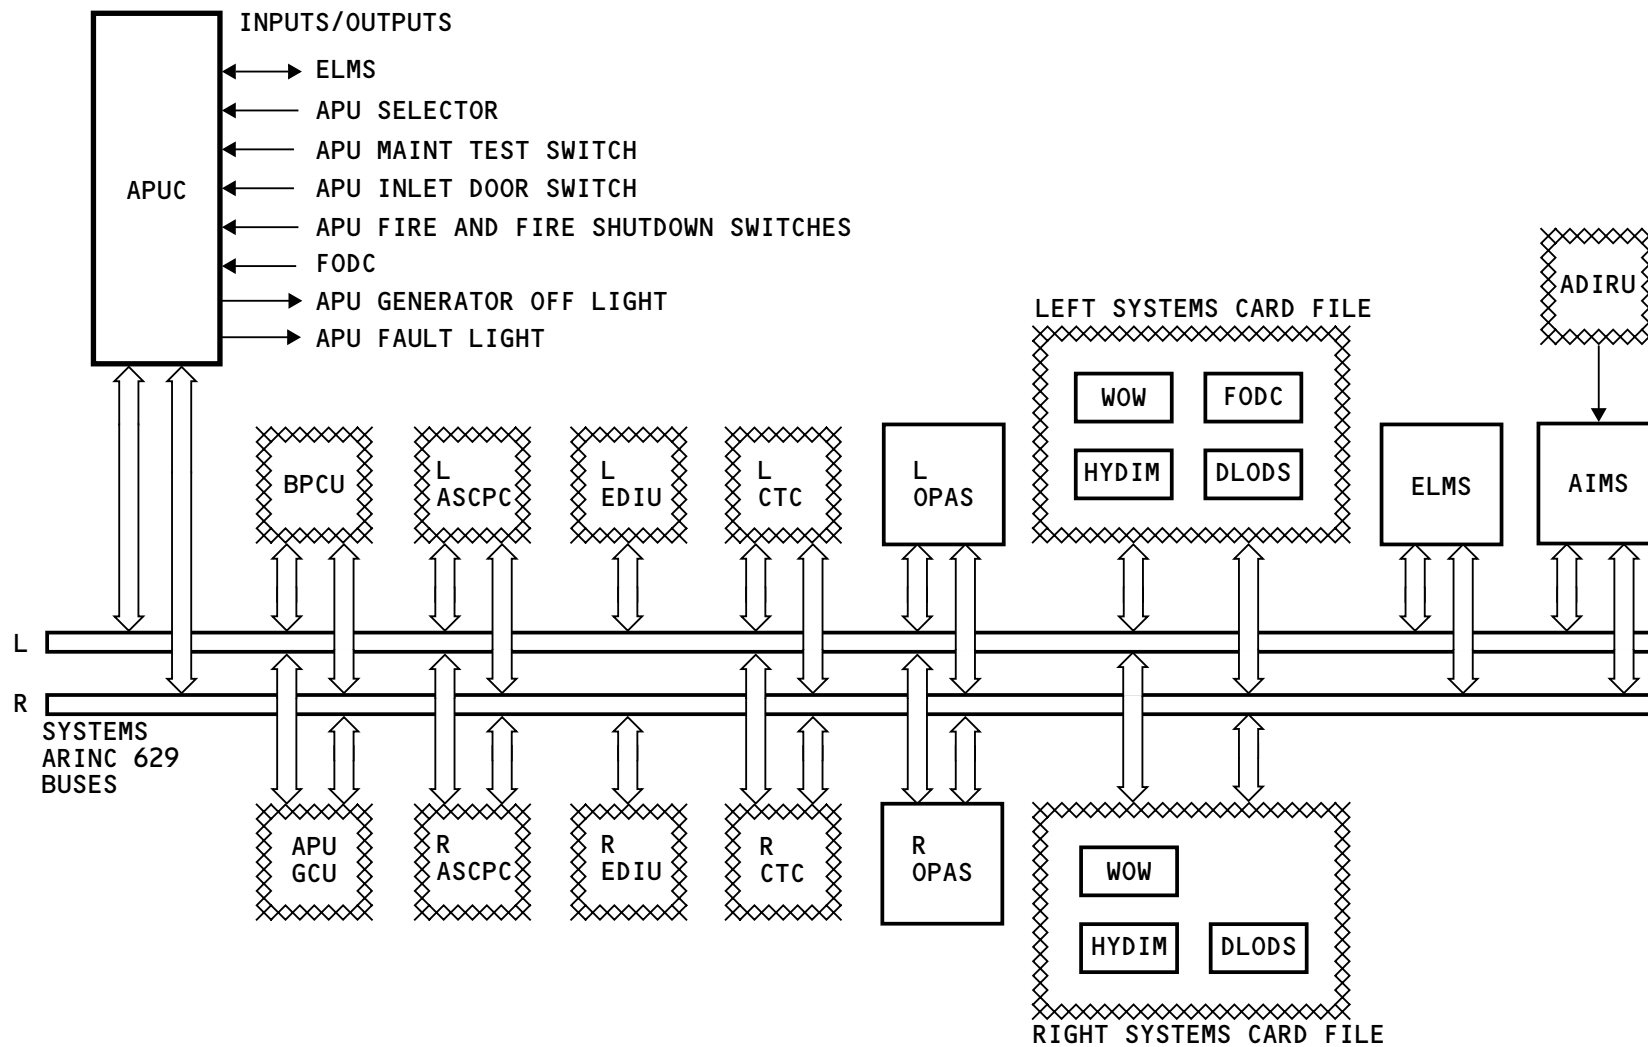 INPUTS/OUTPUTS
ELMS
APU SELECTOR
APU MAINT TEST SWITCH
APUC
APU INLET DOOR SWITCH
APU FIRE AND FIRE SHUTDOWN SWITCHES
FODC
APU GENERATOR OFF LIGHT
APU FAULT LIGHT
ADIRU
LEFT SYSTEMS CARD FILE
WOW
FODC
HYDIM
DLODS
BPCU
L
ASCPC
L
EDIU
L
CTC
L
OPAS
ELMS
AIMS
L
R
SYSTEMS
ARINC 629
BUSES
APU
GCU
R
ASCPC
R
EDIU
R
CTC
R
OPAS
WOW
HYDIM
DLODS
RIGHT SYSTEMS CARD FILE